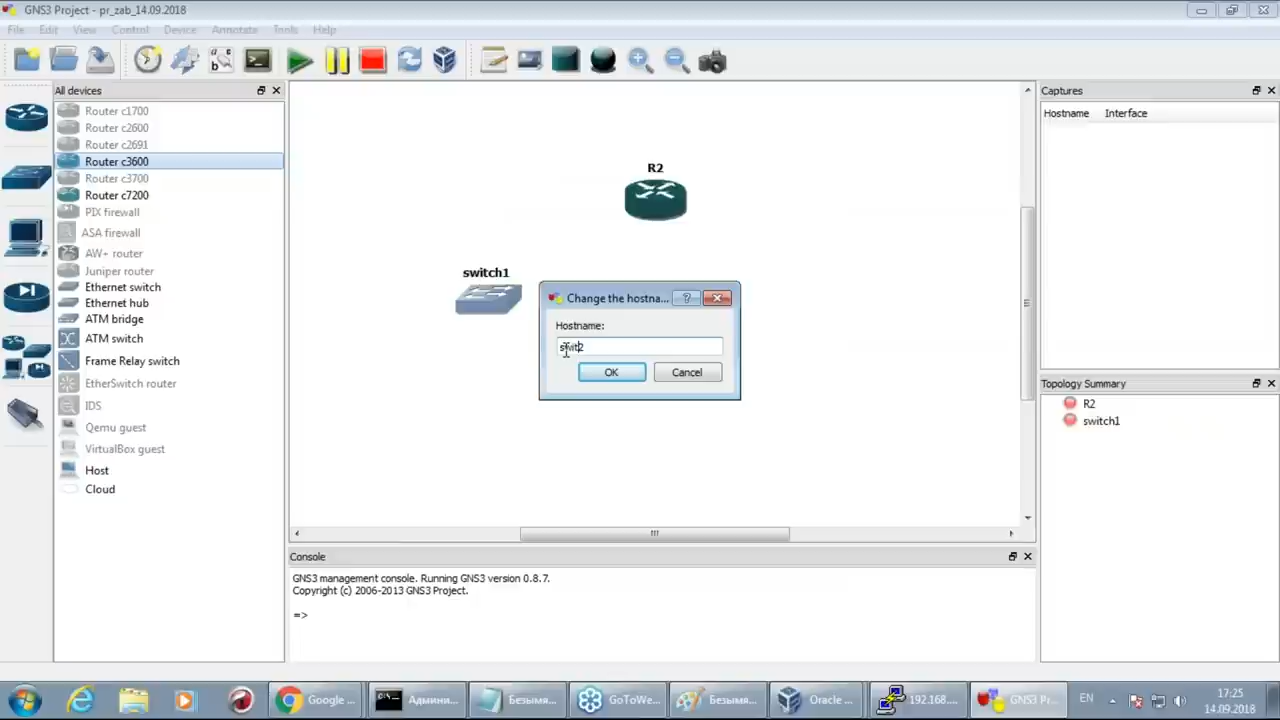 GNS3 Project - pr_zab_14.09.2018
File Edit View Control Device Annotate Tools Help
All devices
Router c1700
Router c2600
Router c2691
Router c3600
Router c3700
Router c7200
PIX firewall
ASA firewall
AW+ router
Juniper router
Ethernet switch
Ethernet hub
ATM bridge
ATM switch
Frame Relay switch
EtherSwitch router
IDS
Qemu guest
VirtualBox guest
Host
Cloud
R2
switch1
Change the hostna...
Hostname:
swit2
OK Cancel
Captures
Hostname Interface
Topology Summary
R2
switch1
Console
GNS3 management console. Running GNS3 version 0.8.7.
Copyright (c) 2006-2013 GNS3 Project.
=>
Google ... Админи... Безымя... GoToWe... Безымя... Oracle ... 192.168.... GNS3 Pr... EN
17:25
14.09.2018